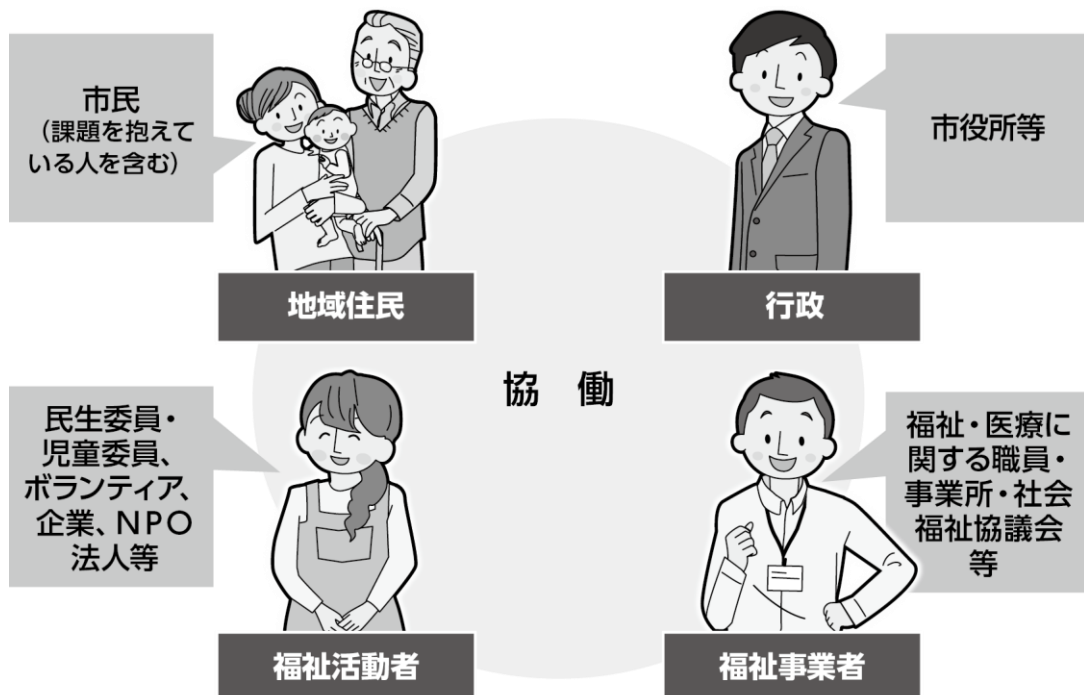 市民
(課題を抱えて
いる人を含む)
地域住民
市役所等
行政
協 働
民生委員・
児童委員、
ボランティア、
企業、NPO
法人等
福祉活動者
福祉・医療に
関する職員・
事業所・社会
福祉協議会
等
福祉事業者